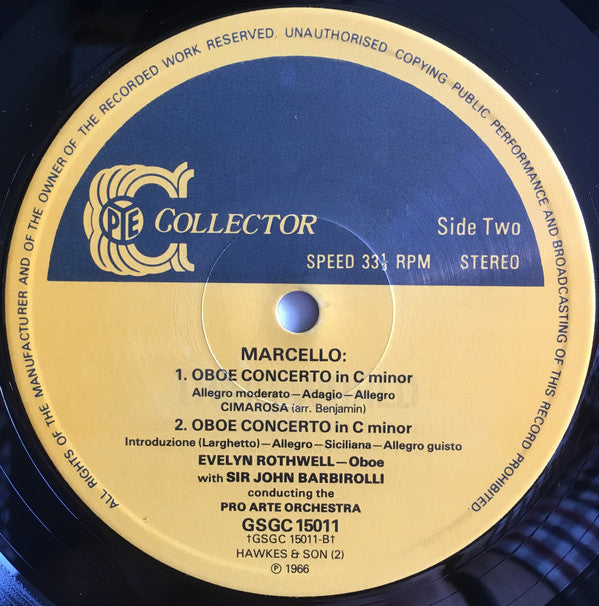 ALL RIGHTS OF THE MANUFACTURER AND OF THE OWNER OF THE RECORDED WORK RESERVED. UNAUTHORISED COPYING PUBLIC PERFORMANCE AND BROADCASTING OF THIS RECORD PROHIBITED.
PYE COLLECTOR
Side Two
SPEED 33⅓ RPM STEREO
MARCELLO:
1. OBOE CONCERTO in C minor
Allegro moderato—Adagio—Allegro
CIMAROSA (arr. Benjamin)
2. OBOE CONCERTO in C minor
Introduzione (Larghetto)—Allegro—Siciliana—Allegro guisto
EVELYN ROTHWELL—Oboe
with SIR JOHN BARBIROLLI
conducting the
PRO ARTE ORCHESTRA
GSGC 15011
†GSGC 15011-B†
HAWKES & SON (2)
℗ 1966